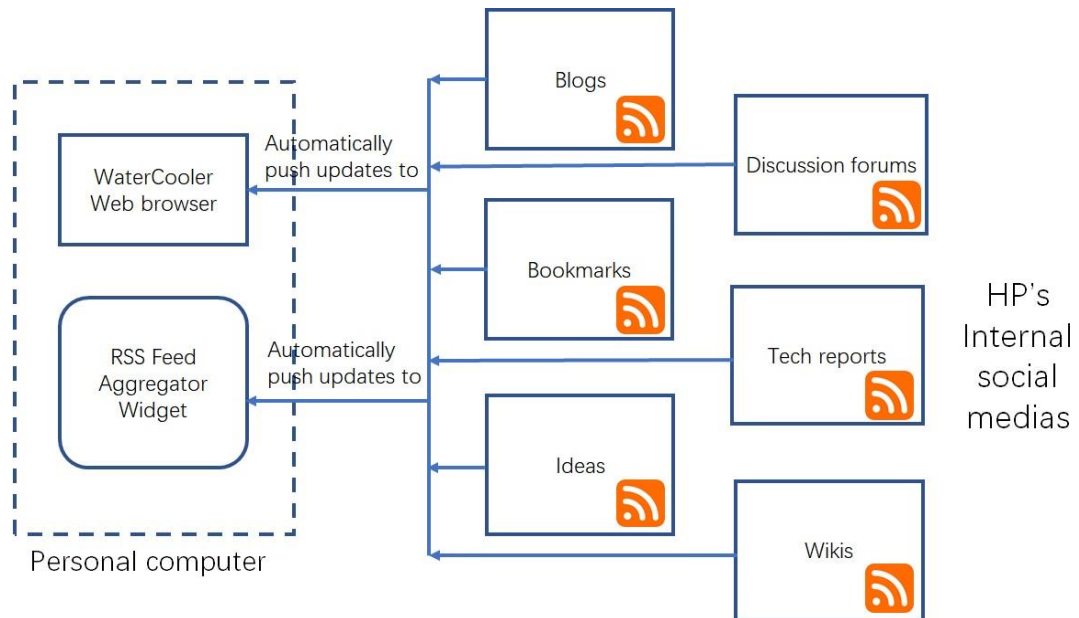 Blogs
Automatically
push updates to
WaterCooler
Web browser
Discussion forums
Bookmarks
HP's
Internal
social
medias
RSS Feed
Aggregator
Widget
Automatically
push updates to
Tech reports
Ideas
Wikis
Personal computer